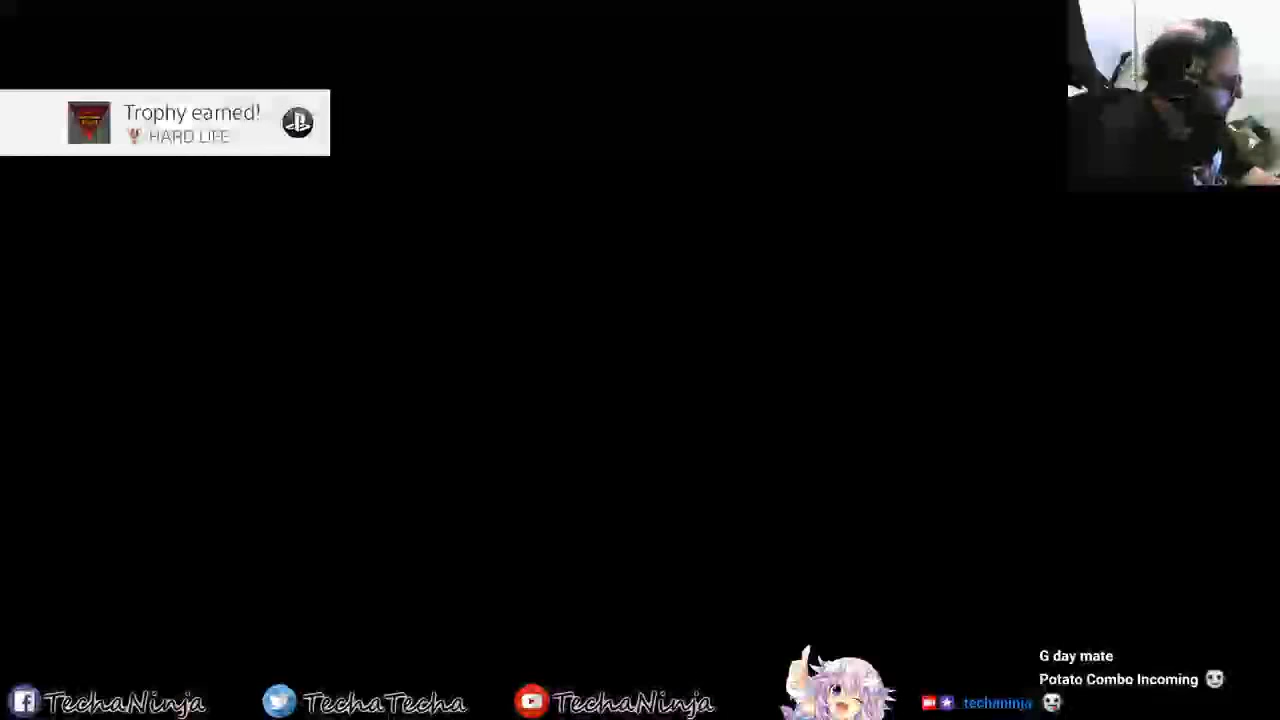 Trophy earned!
HARD LIFE
G day mate
Potato Combo Incoming
TechaNinja
TechaTecha
TechaNinja
techaninja